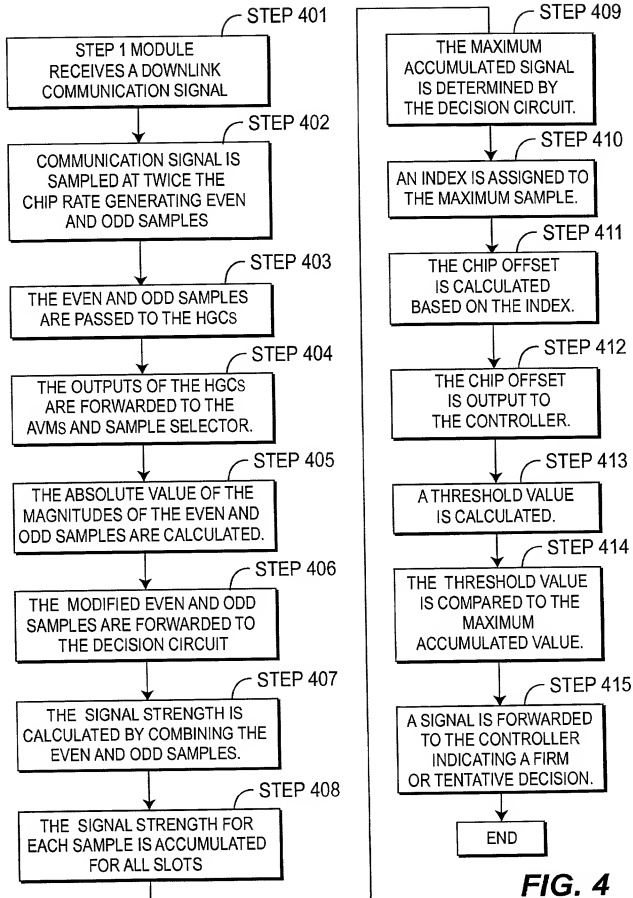 STEP 401
STEP 1 MODULE
RECEIVES A DOWNLINK
COMMUNICATION SIGNAL
STEP 402
COMMUNICATION SIGNAL IS
SAMPLED AT TWICE THE
CHIP RATE GENERATING EVEN
AND ODD SAMPLES
STEP 403
THE EVEN AND ODD SAMPLES
ARE PASSED TO THE HGCs
STEP 404
THE OUTPUTS OF THE HGCs
ARE FORWARDED TO THE
AVMs AND SAMPLE SELECTOR.
STEP 405
THE ABSOLUTE VALUE OF THE
MAGNITUDES OF THE EVEN AND
ODD SAMPLES ARE CALCULATED.
STEP 406
THE MODIFIED EVEN AND ODD
SAMPLES ARE FORWARDED TO
THE DECISION CIRCUIT
STEP 407
THE SIGNAL STRENGTH IS
CALCULATED BY COMBINING THE
EVEN AND ODD SAMPLES.
STEP 408
THE SIGNAL STRENGTH FOR
EACH SAMPLE IS ACCUMULATED
FOR ALL SLOTS
STEP 409
THE MAXIMUM
ACCUMULATED SIGNAL
IS DETERMINED BY
THE DECISION CIRCUIT.
STEP 410
AN INDEX IS ASSIGNED TO
THE MAXIMUM SAMPLE.
STEP 411
THE CHIP OFFSET
IS CALCULATED
BASED ON THE INDEX.
STEP 412
THE CHIP OFFSET
IS OUTPUT TO
THE CONTROLLER.
STEP 413
A THRESHOLD VALUE
IS CALCULATED.
STEP 414
THE THRESHOLD VALUE
IS COMPARED TO THE
MAXIMUM
ACCUMULATED VALUE.
STEP 415
A SIGNAL IS FORWARDED
TO THE CONTROLLER
INDICATING A FIRM
OR TENTATIVE DECISION.
END
FIG. 4